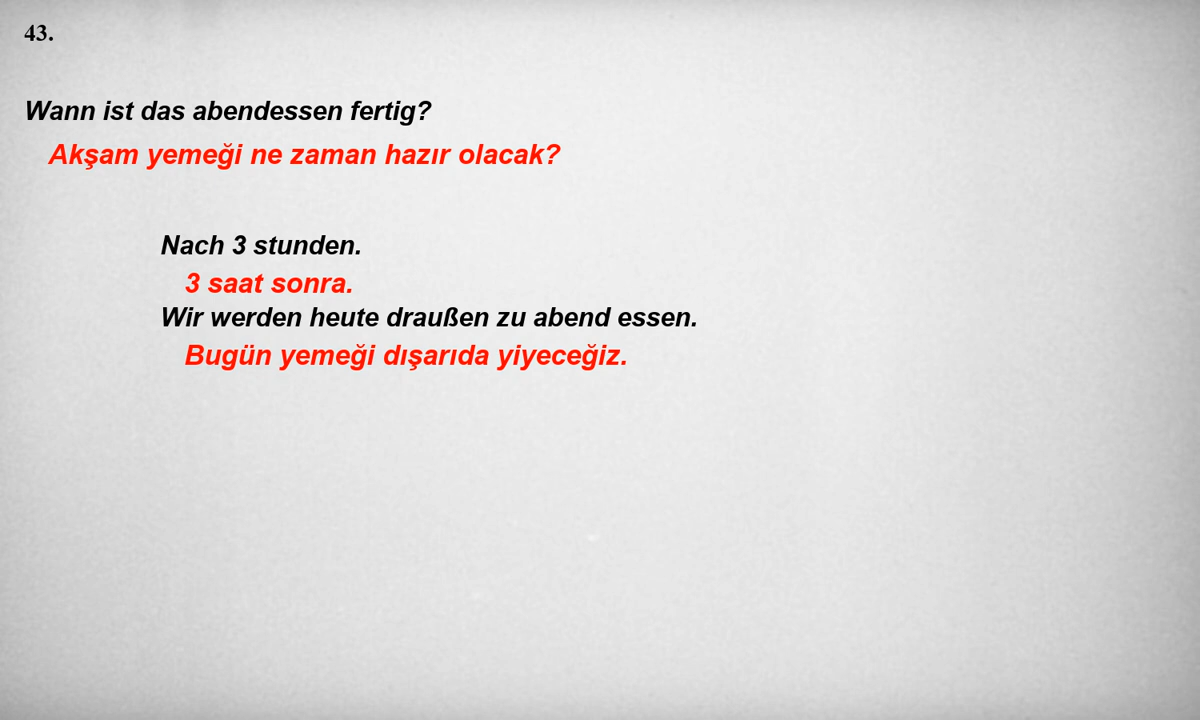 43.
Wann ist das abendessen fertig?
Akşam yemeği ne zaman hazır olacak?
Nach 3 stunden.
3 saat sonra.
Wir werden heute draußen zu abend essen.
Bugün yemeği dışarıda yiyeceğiz.